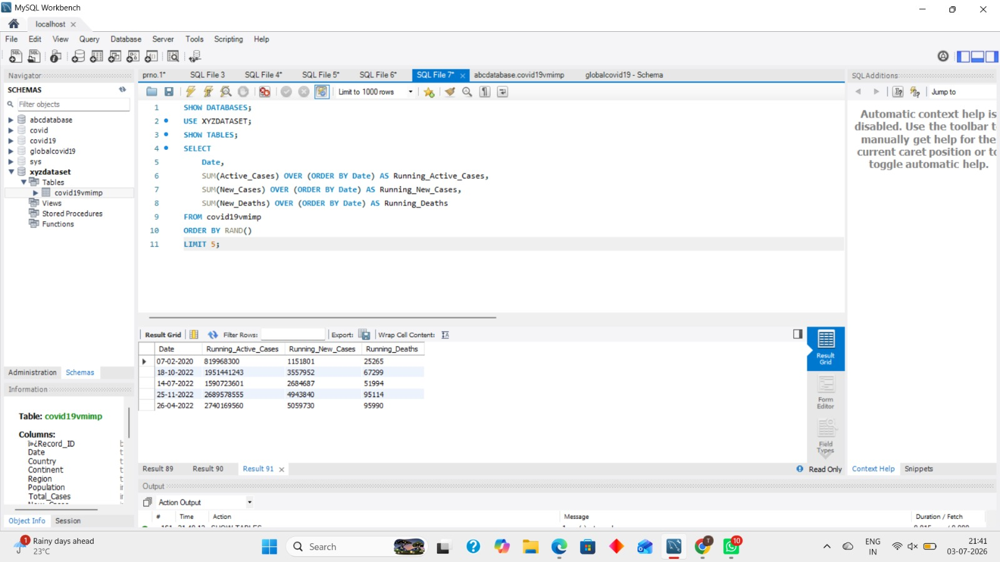 MySQL Workbench
localhost
File Edit View Query Database Server Tools Scripting Help
Navigator
SCHEMAS
Filter objects
abcdatabase
covid
covid19
globalcovid19
sys
xyzdataset
Tables
covid19vmimp
Views
Stored Procedures
Functions
Administration Schemas
Information
Table: covid19vmimp
Columns:
ï»¿Record_ID
Date
Country
Continent
Region
Population
Total_Cases
Object Info Session
prno.1* SQL File 3 SQL File 4* SQL File 5* SQL File 6* SQL File 7* abcdatabase.covid19vmimp globalcovid19 - Schema
Limit to 1000 rows
1 SHOW DATABASES;
2 USE XYZDATASET;
3 SHOW TABLES;
4 SELECT
5 Date,
6 SUM(Active_Cases) OVER (ORDER BY Date) AS Running_Active_Cases,
7 SUM(New_Cases) OVER (ORDER BY Date) AS Running_New_Cases,
8 SUM(New_Deaths) OVER (ORDER BY Date) AS Running_Deaths
9 FROM covid19vmimp
10 ORDER BY RAND()
11 LIMIT 5;
Result Grid Filter Rows: Export: Wrap Cell Content:
Date Running_Active_Cases Running_New_Cases Running_Deaths
07-02-2020 819968300 1151801 25265
18-10-2022 1951441243 3557952 67299
14-07-2022 1590723601 2684687 51994
25-11-2022 2689578555 4943840 95114
26-04-2022 2740169560 5059730 95990
Result Grid
Form Editor
Field Types
Result 89 Result 90 Result 91
Read Only
Output
Action Output
# Time Action Message Duration / Fetch
SQLAdditions
Jump to
Automatic context help is
disabled. Use the toolbar t
manually get help for the
current caret position or to
toggle automatic help.
Context Help Snippets
1
Rainy days ahead
23°C
Search
T
10
ENG
IN
21:41
03-07-2026